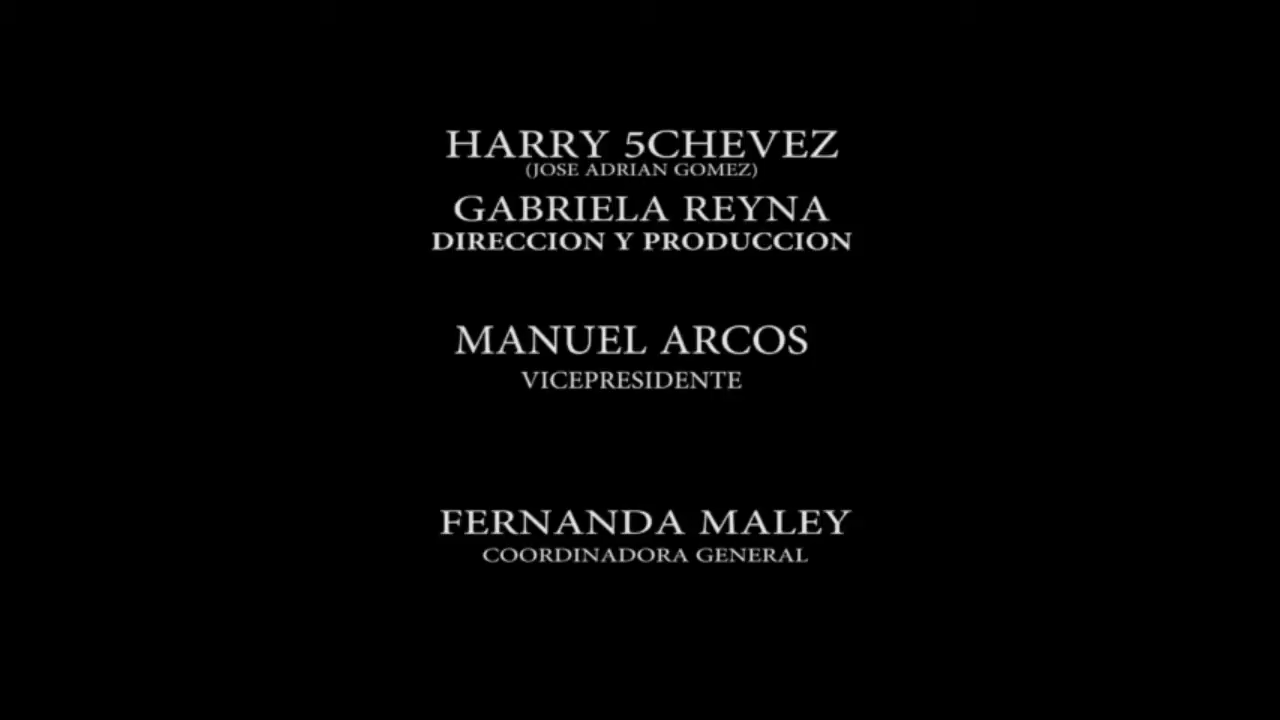 HARRY 5CHEVEZ
(JOSE ADRIAN GOMEZ)
GABRIELA REYNA
DIRECCION Y PRODUCCION
MANUEL ARCOS
VICEPRESIDENTE
FERNANDA MALEY
COORDINADORA GENERAL